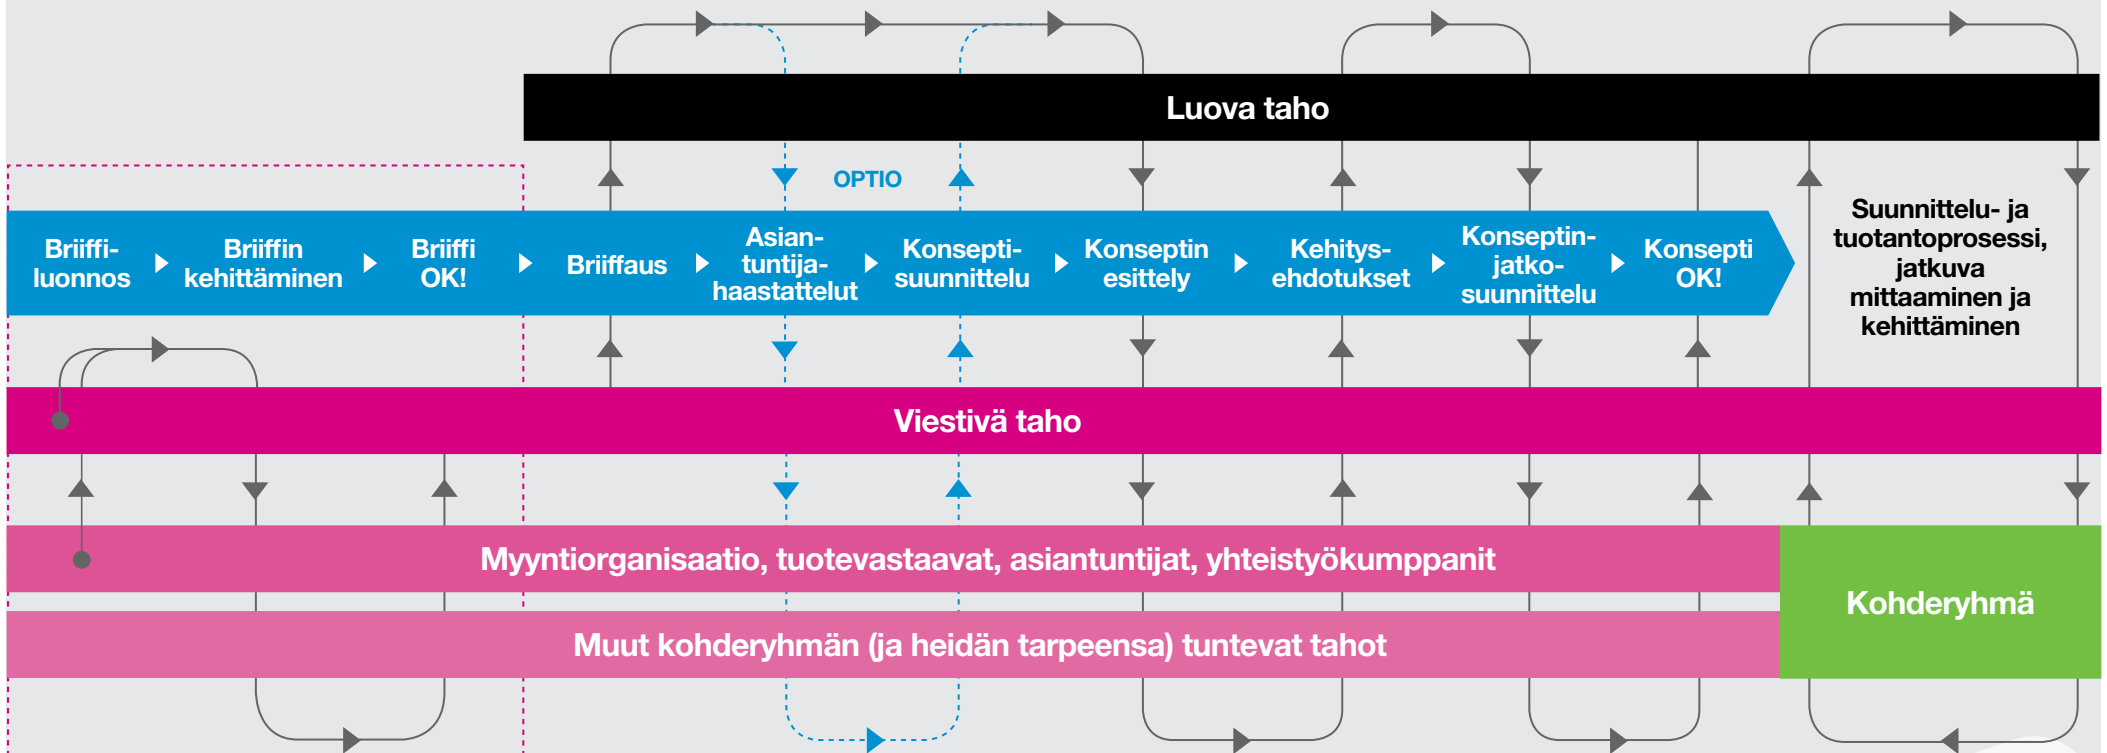 Luova taho
OPTIO
Briiffi-
luonnos
Briiffin
kehittäminen
Briiffi
OK!
Briiffaus
Asian-
tuntija-
haastattelut
Konsepti-
suunnittelu
Konseptin
esittely
Kehitys-
ehdotukset
Konseptin-
jatko-
suunnittelu
Konsepti
OK!
Suunnittelu- ja
tuotantoprosessi,
jatkuva
mittaaminen ja
kehittäminen
Viestivä taho
Myyntiorganisaatio, tuotevastaavat, asiantuntijat, yhteistyökumppanit
Kohderyhmä
Muut kohderyhmän (ja heidän tarpeensa) tuntevat tahot